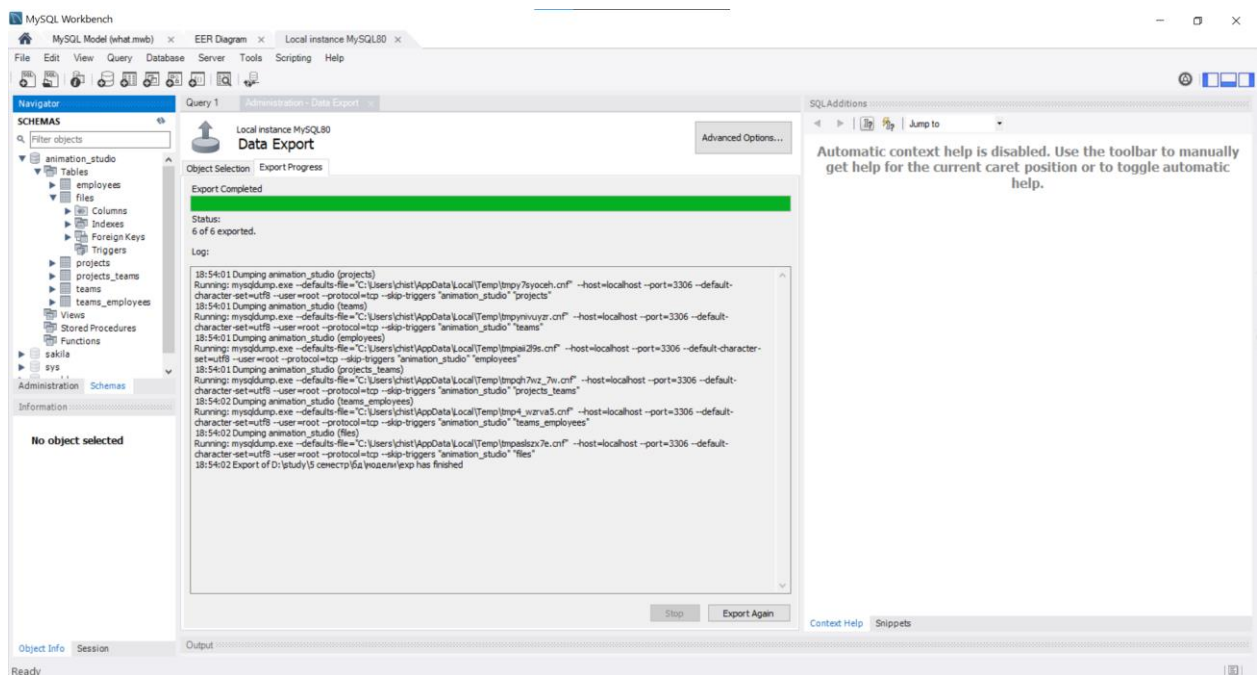 MySQL Workbench
MySQL Model (what.mwb) × EER Diagram × Local instance MySQL80 ×
File Edit View Query Database Server Tools Scripting Help
Navigator
SCHEMAS
Filter objects
animation_studio
Tables
employees
files
Columns
Indexes
Foreign Keys
Triggers
projects
projects_teams
teams
teams_employees
Views
Stored Procedures
Functions
sakila
sys
Administration Schemas
Information
No object selected
Object Info Session
Query 1 Administration - Data Export ×
Local instance MySQL80
Data Export
Advanced Options...
Object Selection Export Progress
Export Completed
Status:
6 of 6 exported.
Log:
18:54:01 Dumping animation_studio (projects)
Running: mysqldump.exe --defaults-file="C:\Users\chist\AppData\Local\Temp\tmpy7syoceh.cnf" --host=localhost --port=3306 --default-
character-set=utf8 --user=root --protocol=tcp --skip-triggers "animation_studio" "projects"
18:54:01 Dumping animation_studio (teams)
Running: mysqldump.exe --defaults-file="C:\Users\chist\AppData\Local\Temp\tmpynivuyzr.cnf" --host=localhost --port=3306 --default-
character-set=utf8 --user=root --protocol=tcp --skip-triggers "animation_studio" "teams"
18:54:01 Dumping animation_studio (employees)
Running: mysqldump.exe --host=localhost --port=3306 --default-character-
set=utf8 --user=root --protocol=tcp --skip-triggers "animation_studio" "employees"
18:54:01 Dumping animation_studio (projects_teams)
Running: mysqldump.exe --defaults-file="C:\Users\chist\AppData\Local\Temp\tmpqh7wz_7w.cnf" --host=localhost --port=3306 --default-
character-set=utf8 --user=root --protocol=tcp --skip-triggers "animation_studio" "projects_teams"
18:54:02 Dumping animation_studio (teams_employees)
Running: mysqldump.exe --defaults-file="C:\Users\chist\AppData\Local\Temp\tmp4_wzrva5.cnf" --host=localhost --port=3306 --default-
character-set=utf8 --user=root --protocol=tcp --skip-triggers "animation_studio" "teams_employees"
18:54:02 Dumping animation_studio (files)
Running: mysqldump.exe --defaults-file="C:\Users\chist\AppData\Local\Temp\tmpaslszx7e.cnf" --host=localhost --port=3306 --default-
character-set=utf8 --user=root --protocol=tcp --skip-triggers "animation_studio" "files"
18:54:02 Export of D:\study\5 семестр\бд\модели\exp has finished
Stop Export Again
Output
SQLAdditions
Jump to
Automatic context help is disabled. Use the toolbar to manually
get help for the current caret position or to toggle automatic
help.
Context Help Snippets
Ready